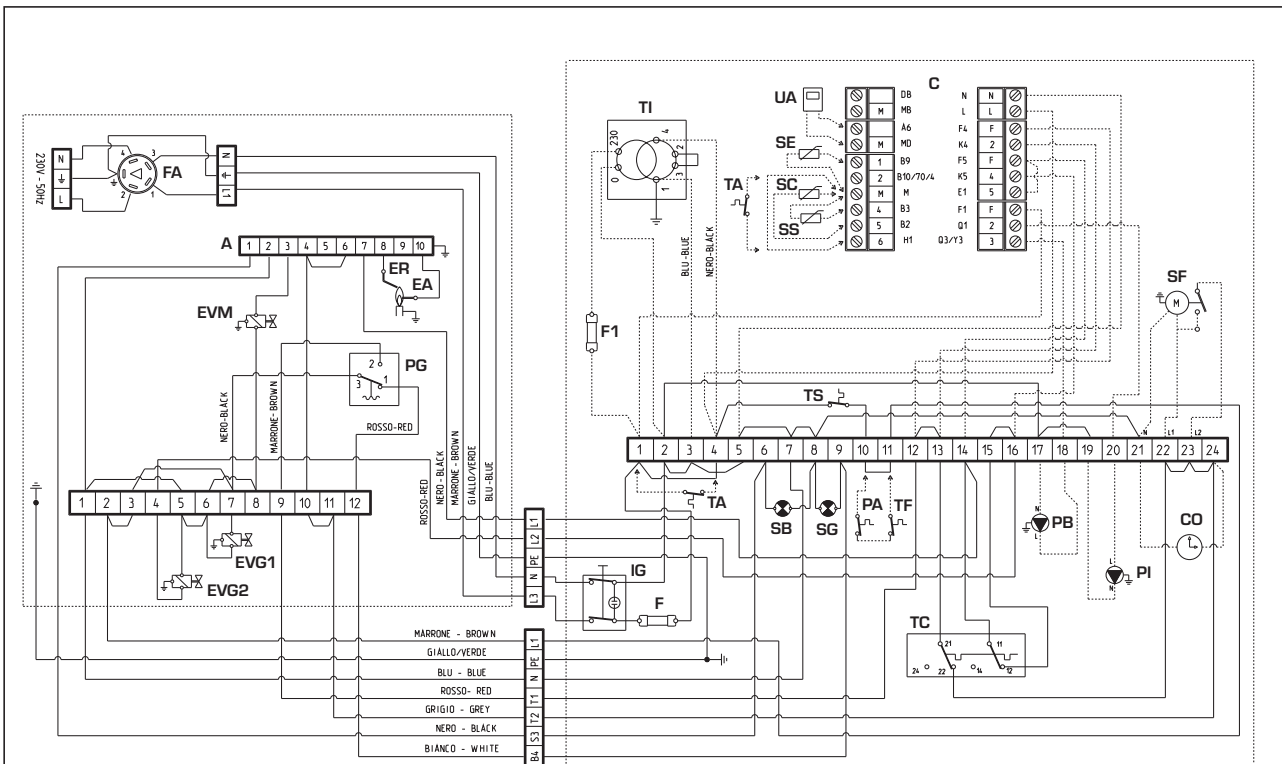 C
DB
MB
M
A6
MD
M
B9
1
B10/70/4
2
M
M
B3
4
B2
5
H1
6
N N
L L
F4 F
K4 2
F5 F
K5 4
E1 5
F1 F
Q1 2
Q3/Y3 3
UA
SE
SC
SS
TA
TI
230
0
4
2
3
1
BLU-BLUE
NERO-BLACK
F1
SF
M
230V - 50hz
N
L
4
3
2
1
FA
N
L1
A
1 2 3 4 5 6 7 8 9 10
ER
EA
EVM
PG
2
3
1
NERO-BLACK
MARRONE-BROWN
ROSSO-RED
ROSSO-RED
NERO-BLACK
MARRONE-BROWN
GIALLO/VERDE
BLU-BLUE
1 2 3 4 5 6 7 8 9 10 11 12
EVG1
EVG2
TS
N
L1
L2
1 2 3 4 5 6 7 8 9 10 11 12 13 14 15 16 17 18 19 20 21 22 23 24
TA
SB
SG
PA
TF
N
L
PB
L
N
PI
CO
L1
L2
PE
N
L3
IG
F
TC
21
11
24
22
14
12
MARRONE - BROWN
L1
GIALLO/VERDE
PE
BLU - BLUE
N
ROSSO- RED
T1
GRIGIO - GREY
T2
NERO - BLACK
S3
BIANCO - WHITE
B4